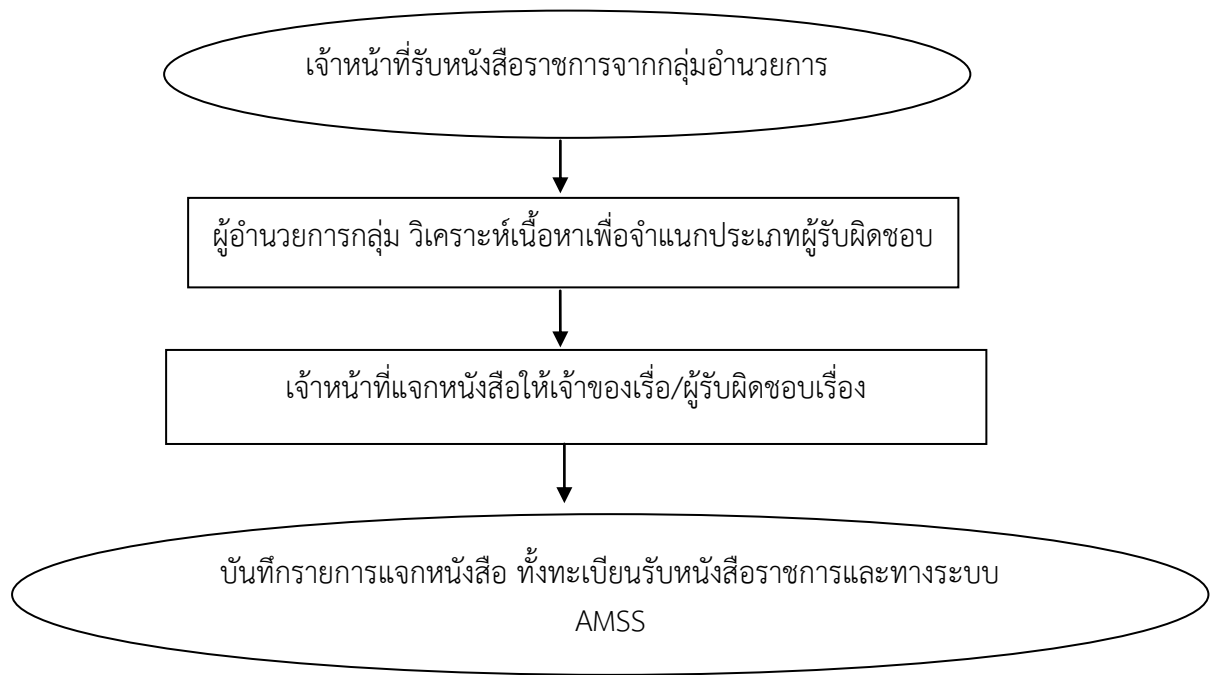 เจ้าหน้าที่รับหนังสือราชการจากกลุ่มอำนวยการ
ผู้อำนวยการกลุ่ม วิเคราะห์เนื้อหาเพื่อจำแนกประเภทผู้รับผิดชอบ
เจ้าหน้าที่แจกหนังสือให้เจ้าของเรื่อ/ผู้รับผิดชอบเรื่อง
บันทึกรายการแจกหนังสือ ทั้งทะเบียนรับหนังสือราชการและทางระบบ
AMSS